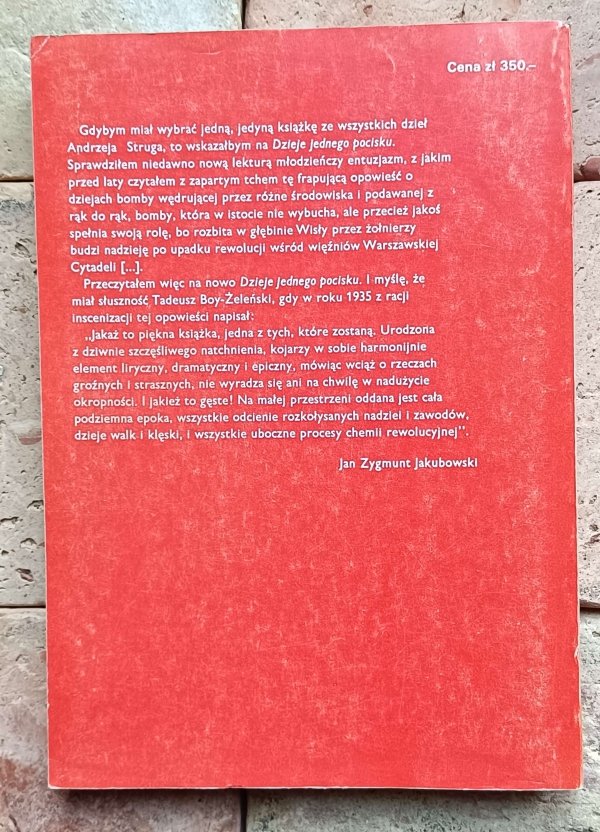 Cena zł 350.–
Gdybym miał wybrać jedną, jedyną książkę ze wszystkich dzieł
Andrzeja Struga, to wskazałbym na Dzieje jednego pocisku.
Sprawdziłem niedawno nową lekturą młodzieńczy entuzjazm, z jakim
przed laty czytałem z zapartym tchem tę frapującą opowieść o
dziejach bomby wędrującej przez różne środowiska i podawanej z
rąk do rąk, bomby, która w istocie nie wybucha, ale przecież jakoś
spełnia swoją rolę, bo rozbita w głębinie Wisły przez żołnierzy
budzi nadzieję po upadku rewolucji wśród więźniów Warszawskiej
Cytadeli [...].
Przeczytałem więc na nowo Dzieje jednego pocisku. I myślę, że
miał słuszność Tadeusz Boy-Żeleński, gdy w roku 1935 z racji
inscenizacji tej opowieści napisał:
„Jakaż to piękna książka, jedna z tych, które zostaną. Urodzona
z dziwnie szczęśliwego natchnienia, kojarzy w sobie harmonijnie
element liryczny, dramatyczny i epiczny, mówiąc wciąż o rzeczach
groźnych i strasznych, nie wyradza się ani na chwilę w nadużycie
okropności. I jakież to gęste! Na małej przestrzeni oddana jest cała
podziemna epoka, wszystkie odcienie rozkołysanych nadziei i zawodów,
dzieje walk i klęski, i wszystkie uboczne procesy chemii rewolucyjnej”.
Jan Zygmunt Jakubowski